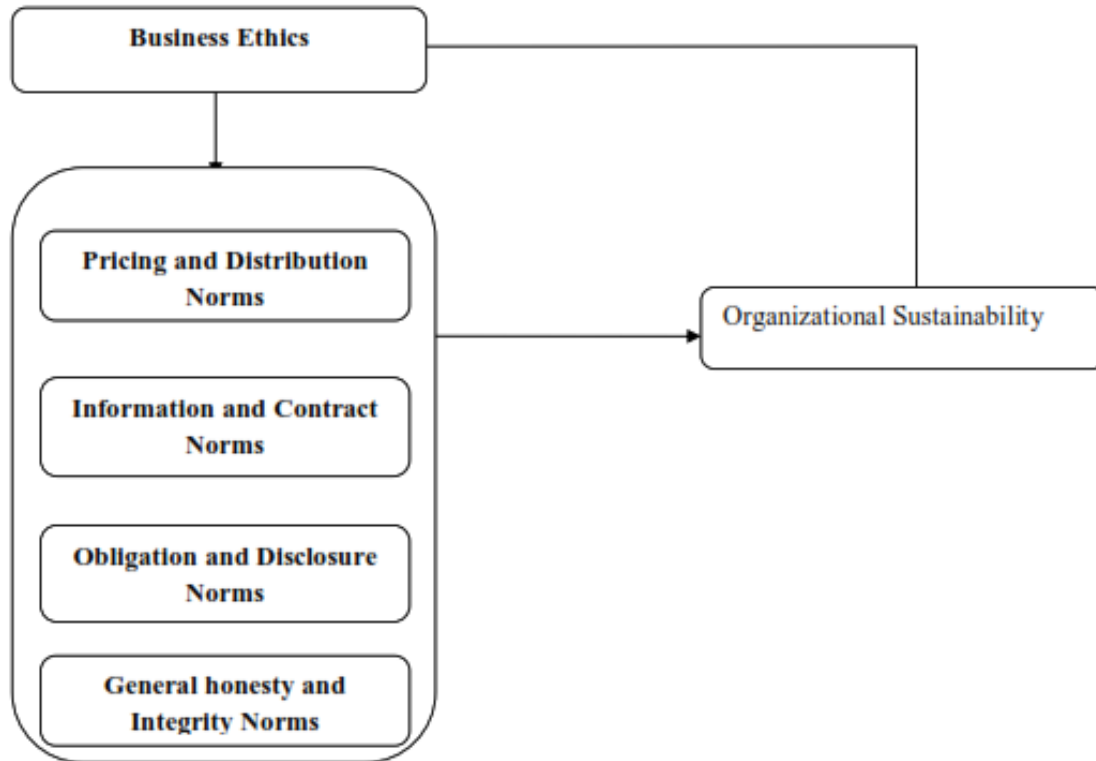 Business Ethics
Pricing and Distribution
Norms
Organizational Sustainability
Information and Contract
Norms
Obligation and Disclosure
Norms
General honesty and
Integrity Norms